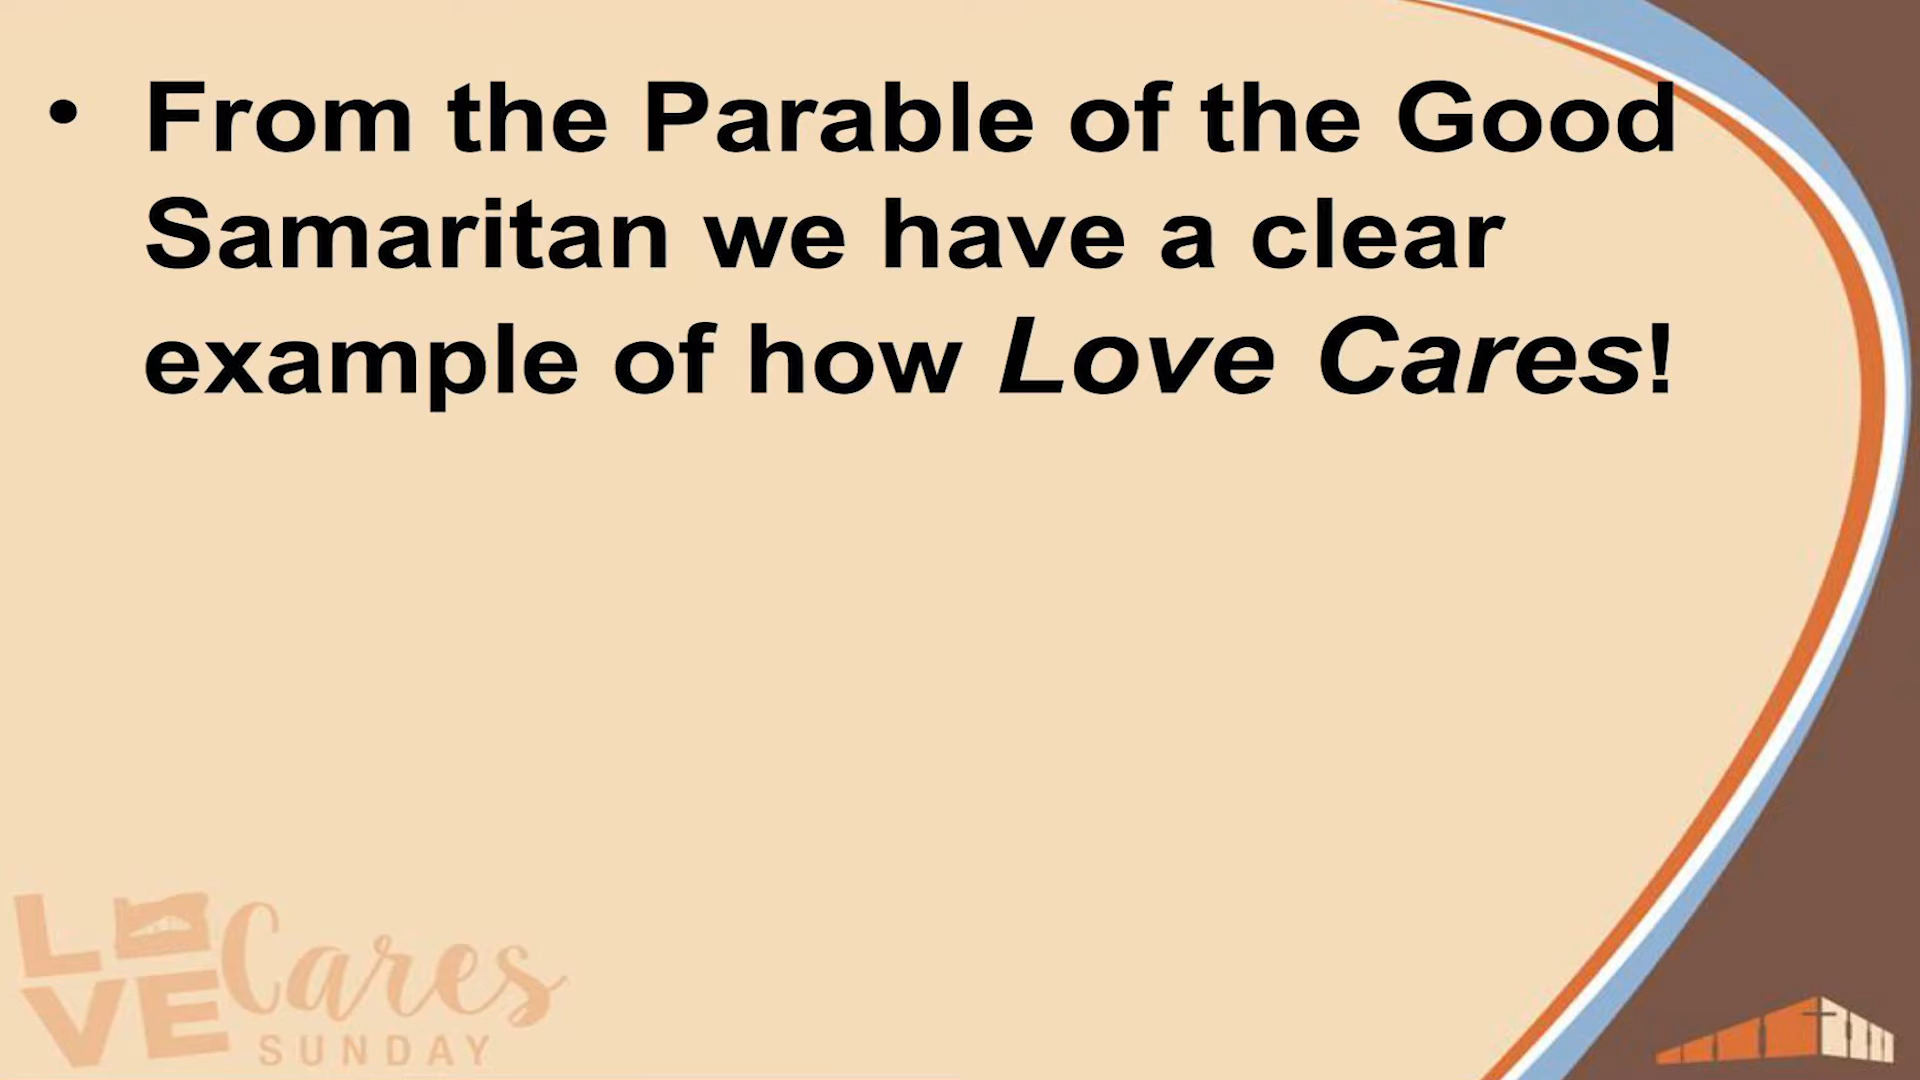 • From the Parable of the Good
Samaritan we have a clear
example of how Love Cares!
LOVE Cares
SUNDAY